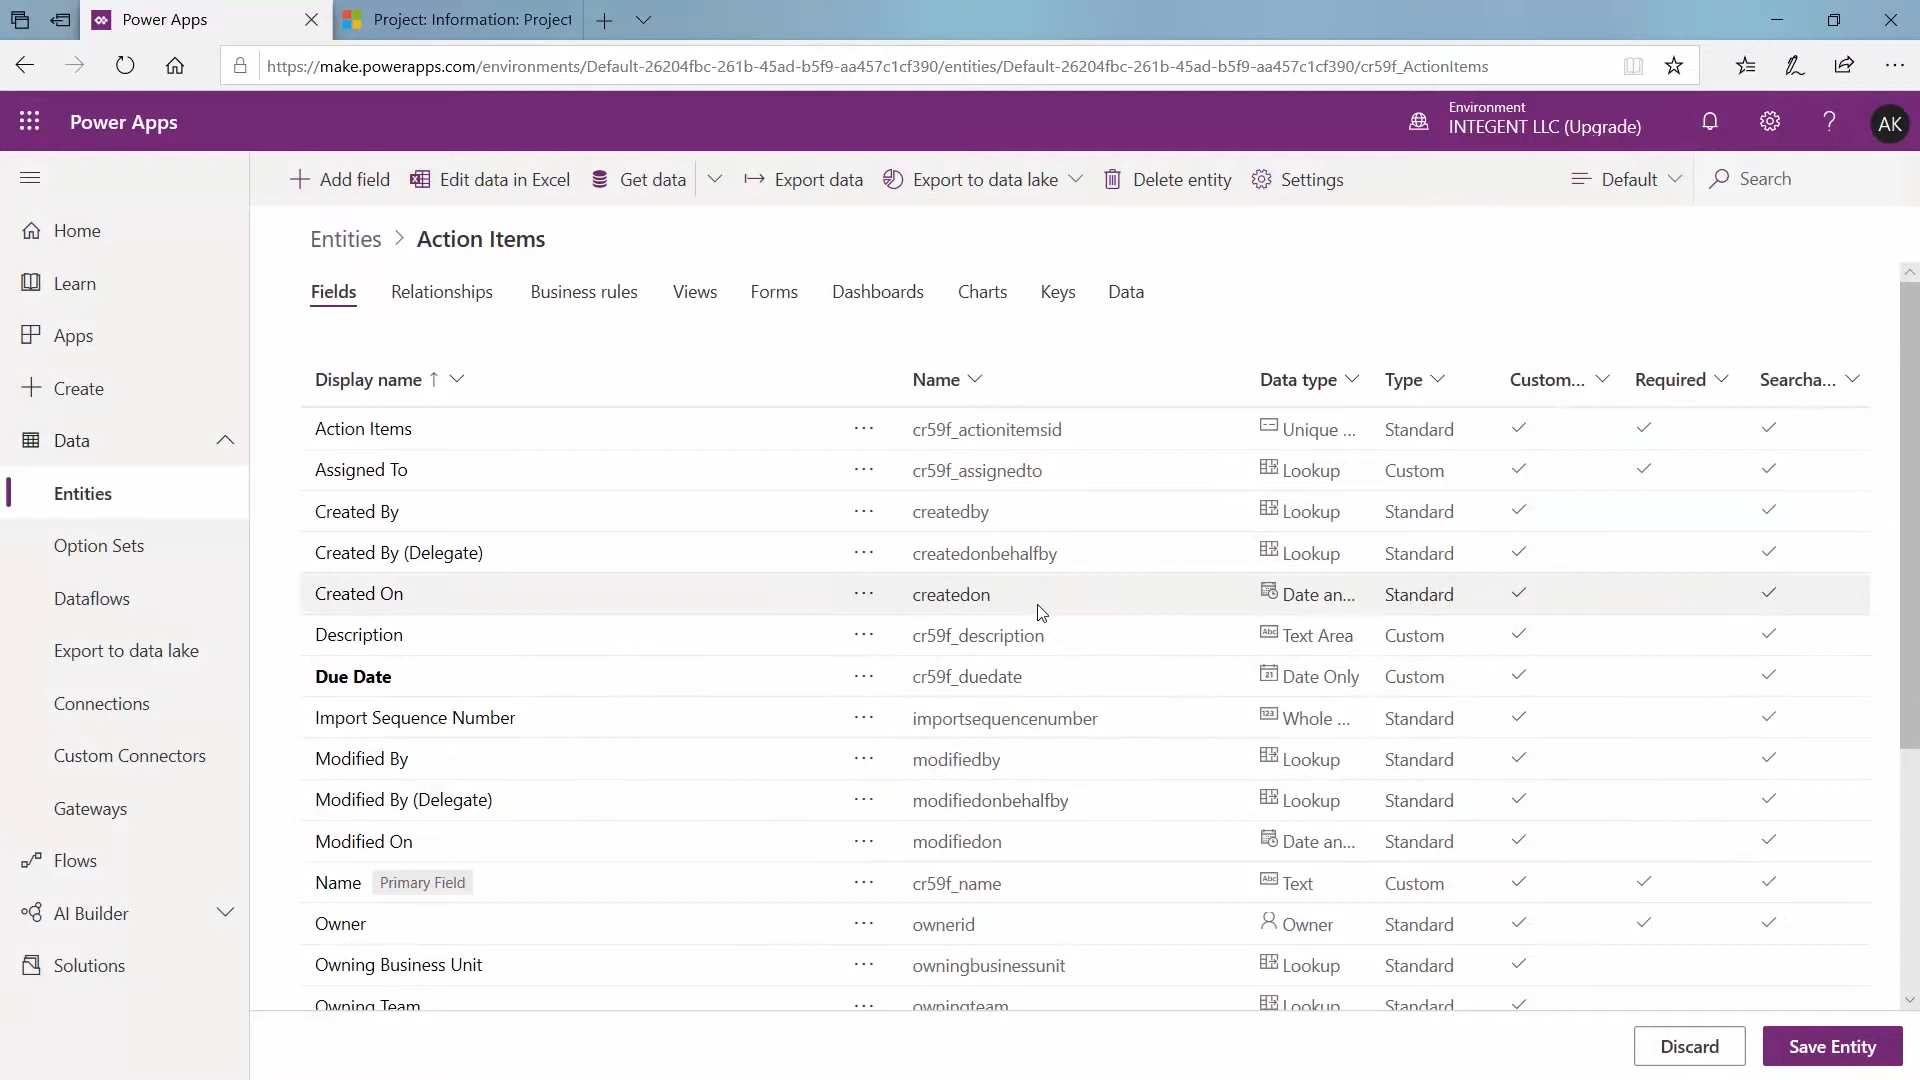 Power Apps
Project: Information: Project
https://make.powerapps.com/environments/Default-26204fbc-261b-45ad-b5f9-aa457c1cf390/entities/Default-26204fbc-261b-45ad-b5f9-aa457c1cf390/cr59f_ActionItems
Power Apps
Environment
INTEGENT LLC (Upgrade)
AK
Add field
Edit data in Excel
Get data
Export data
Export to data lake
Delete entity
Settings
Default
Search
Home
Learn
Apps
Create
Data
Entities
Option Sets
Dataflows
Export to data lake
Connections
Custom Connectors
Gateways
Flows
AI Builder
Solutions
Entities > Action Items
Fields Relationships Business rules Views Forms Dashboards Charts Keys Data
Display name ↑ Name Data type Type Custom... Required Searcha...
Action Items ... cr59f_actionitemsid Unique ... Standard
Assigned To ... cr59f_assignedto Lookup Custom
Created By ... createdby Lookup Standard
Created By (Delegate) ... createdonbehalfby Lookup Standard
Created On ... createdon Date an... Standard
Description ... cr59f_description Abc Text Area Custom
Due Date ... cr59f_duedate 21 Date Only Custom
Import Sequence Number ... importsequencenumber 123 Whole ... Standard
Modified By ... modifiedby Lookup Standard
Modified By (Delegate) ... modifiedonbehalfby Lookup Standard
Modified On ... modifiedon Date an... Standard
Name Primary Field ... cr59f_name Abc Text Custom
Owner ... ownerid Owner Standard
Owning Business Unit ... owningbusinessunit Lookup Standard
Owning Team ... owningteam Lookup Standard
Discard
Save Entity